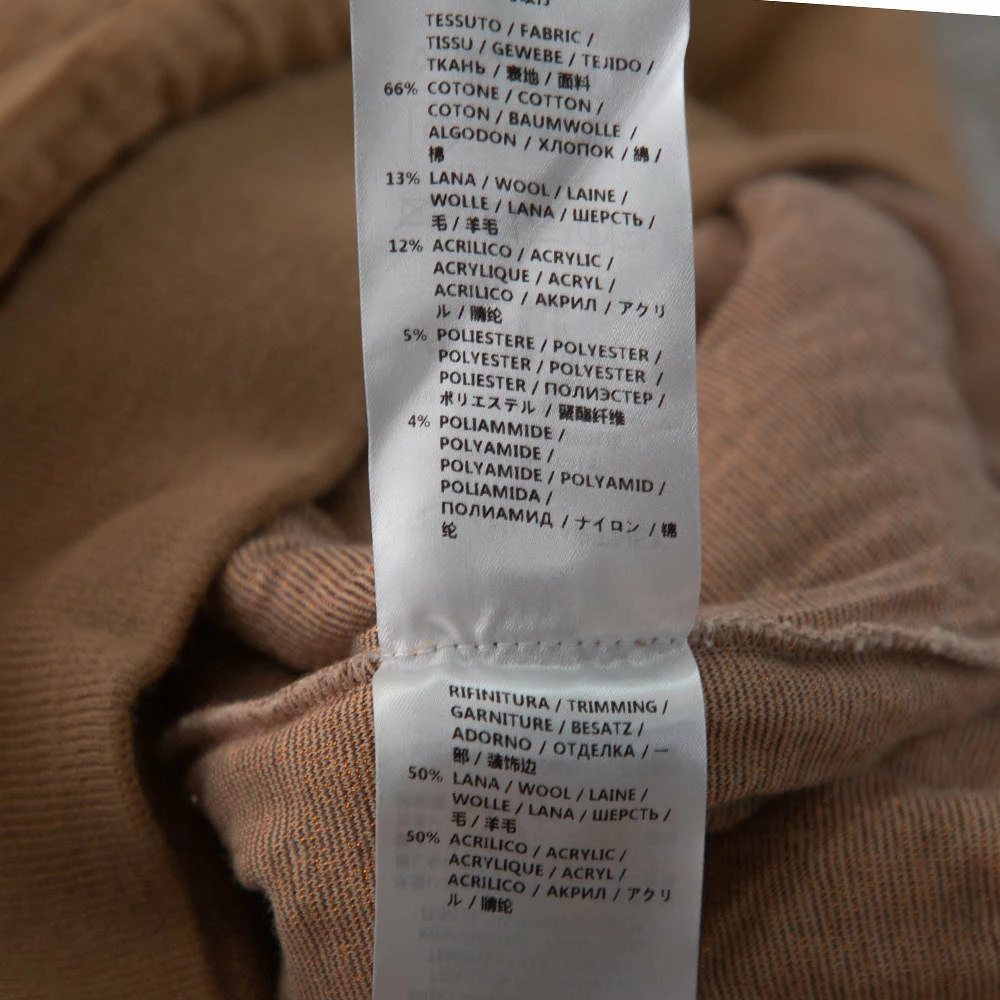 TESSUTO / FABRIC /
TISSU / GEWEBE / TEJIDO /
ТКАНЬ / 表地 / 面料
66% COTONE / COTTON /
COTON / BAUMWOLLE /
ALGODON / ХЛОПОК / 綿 /
棉
13% LANA / WOOL / LAINE /
WOLLE / LANA / ШЕРСТЬ /
毛 / 羊毛
12% ACRILICO / ACRYLIC /
ACRYLIQUE / ACRYL /
ACRILICO / АКРИЛ / アクリ
ル / 腈纶
5% POLIESTERE / POLYESTER /
POLYESTER / POLYESTER /
POLIESTER / ПОЛИЭСТЕР /
ポリエステル / 聚酯纤维
4% POLIAMMIDE /
POLYAMIDE /
POLYAMIDE / POLYAMID /
POLIAMIDA /
ПОЛИАМИД / ナイロン / 锦
纶
RIFINITURA / TRIMMING /
GARNITURE / BESATZ /
ADORNO / ОТДЕЛКА / 一
部 / 装饰边
50% LANA / WOOL / LAINE /
WOLLE / LANA / ШЕРСТЬ /
毛 / 羊毛
50% ACRILICO / ACRYLIC /
ACRYLIQUE / ACRYL /
ACRILICO / АКРИЛ / アクリ
ル / 腈纶